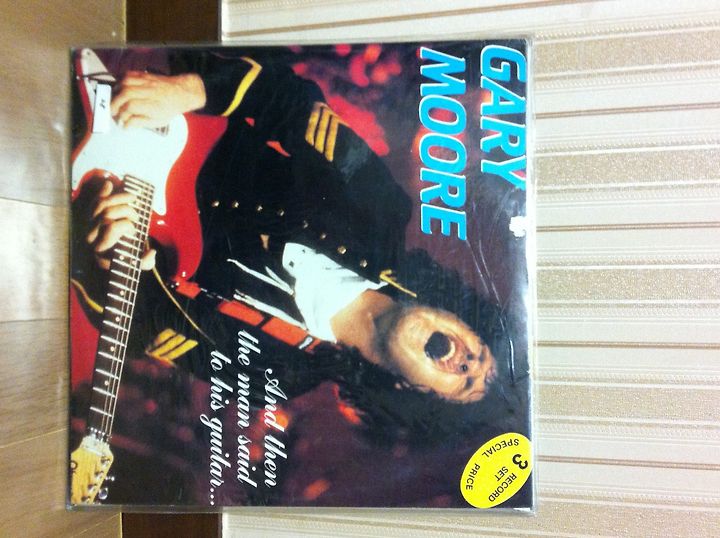 GARY
MOORE
And then
the man said
to his guitar...
3
RECORD
SET
SPECIAL PRICE